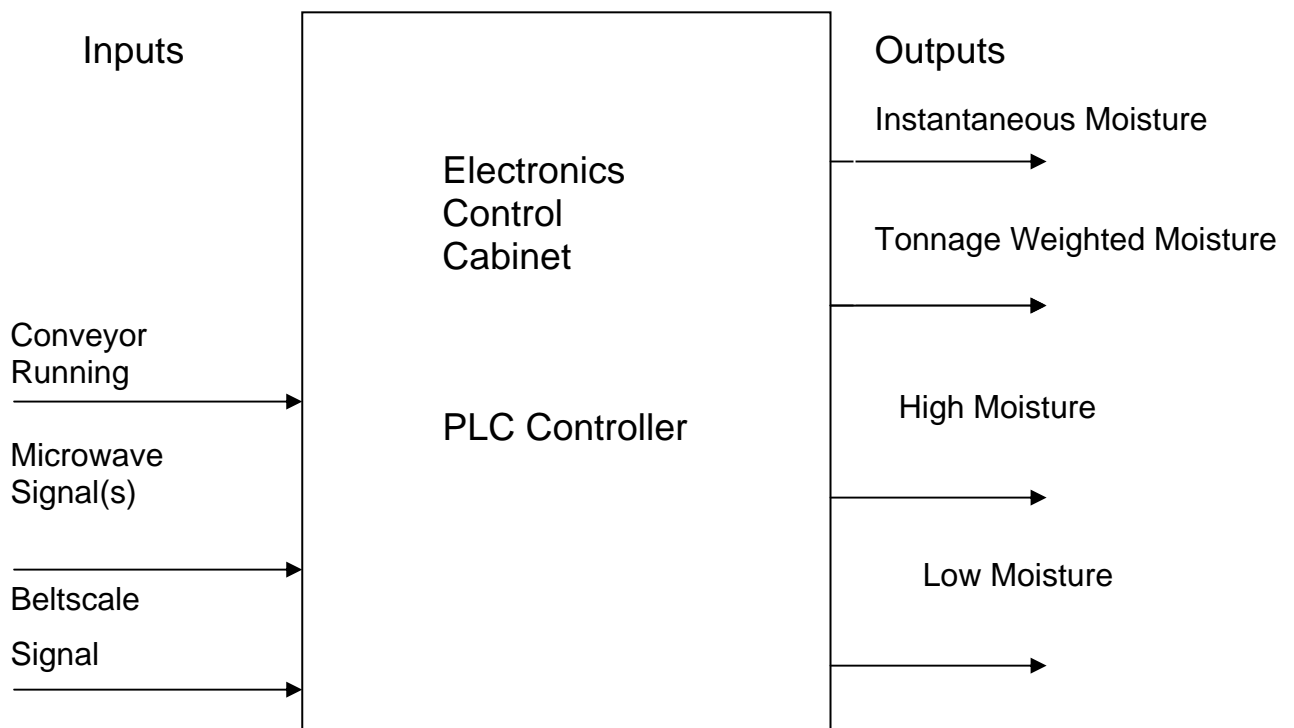 Inputs
Conveyor
Running
Microwave
Signal(s)
Beltscale
Signal
Electronics
Control
Cabinet
PLC Controller
Outputs
Instantaneous Moisture
Tonnage Weighted Moisture
High Moisture
Low Moisture